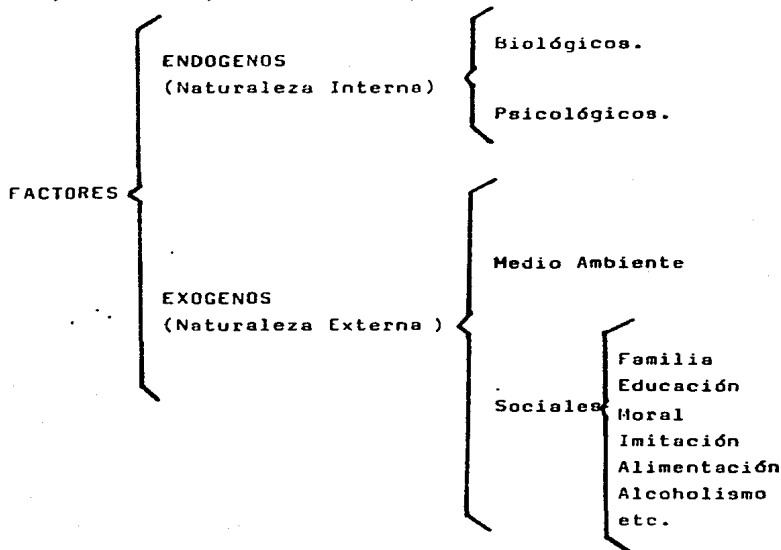 FACTORES
ENDOGENOS
(Naturaleza Interna)
Biológicos.
Psicológicos.
EXOGENOS
(Naturaleza Externa )
Medio Ambiente
Sociales
Familia
Educación
Moral
Imitación
Alimentación
Alcoholismo
etc.